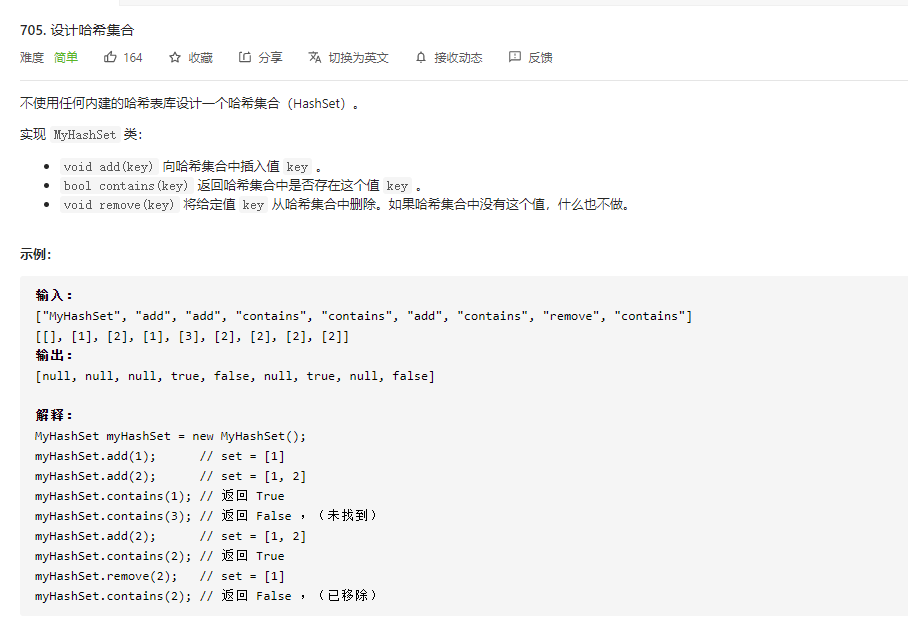 705. 设计哈希集合
难度 简单 164 收藏 分享 切换为英文 接收动态 反馈
不使用任何内建的哈希表库设计一个哈希集合（HashSet）。
实现 MyHashSet 类：
void add(key) 向哈希集合中插入值 key 。
bool contains(key) 返回哈希集合中是否存在这个值 key 。
void remove(key) 将给定值 key 从哈希集合中删除。如果哈希集合中没有这个值，什么也不做。
示例：
输入：
["MyHashSet", "add", "add", "contains", "contains", "add", "contains", "remove", "contains"]
[[], [1], [2], [1], [3], [2], [2], [2], [2]]
输出：
[null, null, null, true, false, null, true, null, false]
解释：
MyHashSet myHashSet = new MyHashSet();
myHashSet.add(1);      // set = [1]
myHashSet.add(2);      // set = [1, 2]
myHashSet.contains(1); // 返回 True
myHashSet.contains(3); // 返回 False ，（未找到）
myHashSet.add(2);      // set = [1, 2]
myHashSet.contains(2); // 返回 True
myHashSet.remove(2);   // set = [1]
myHashSet.contains(2); // 返回 False ，（已移除）